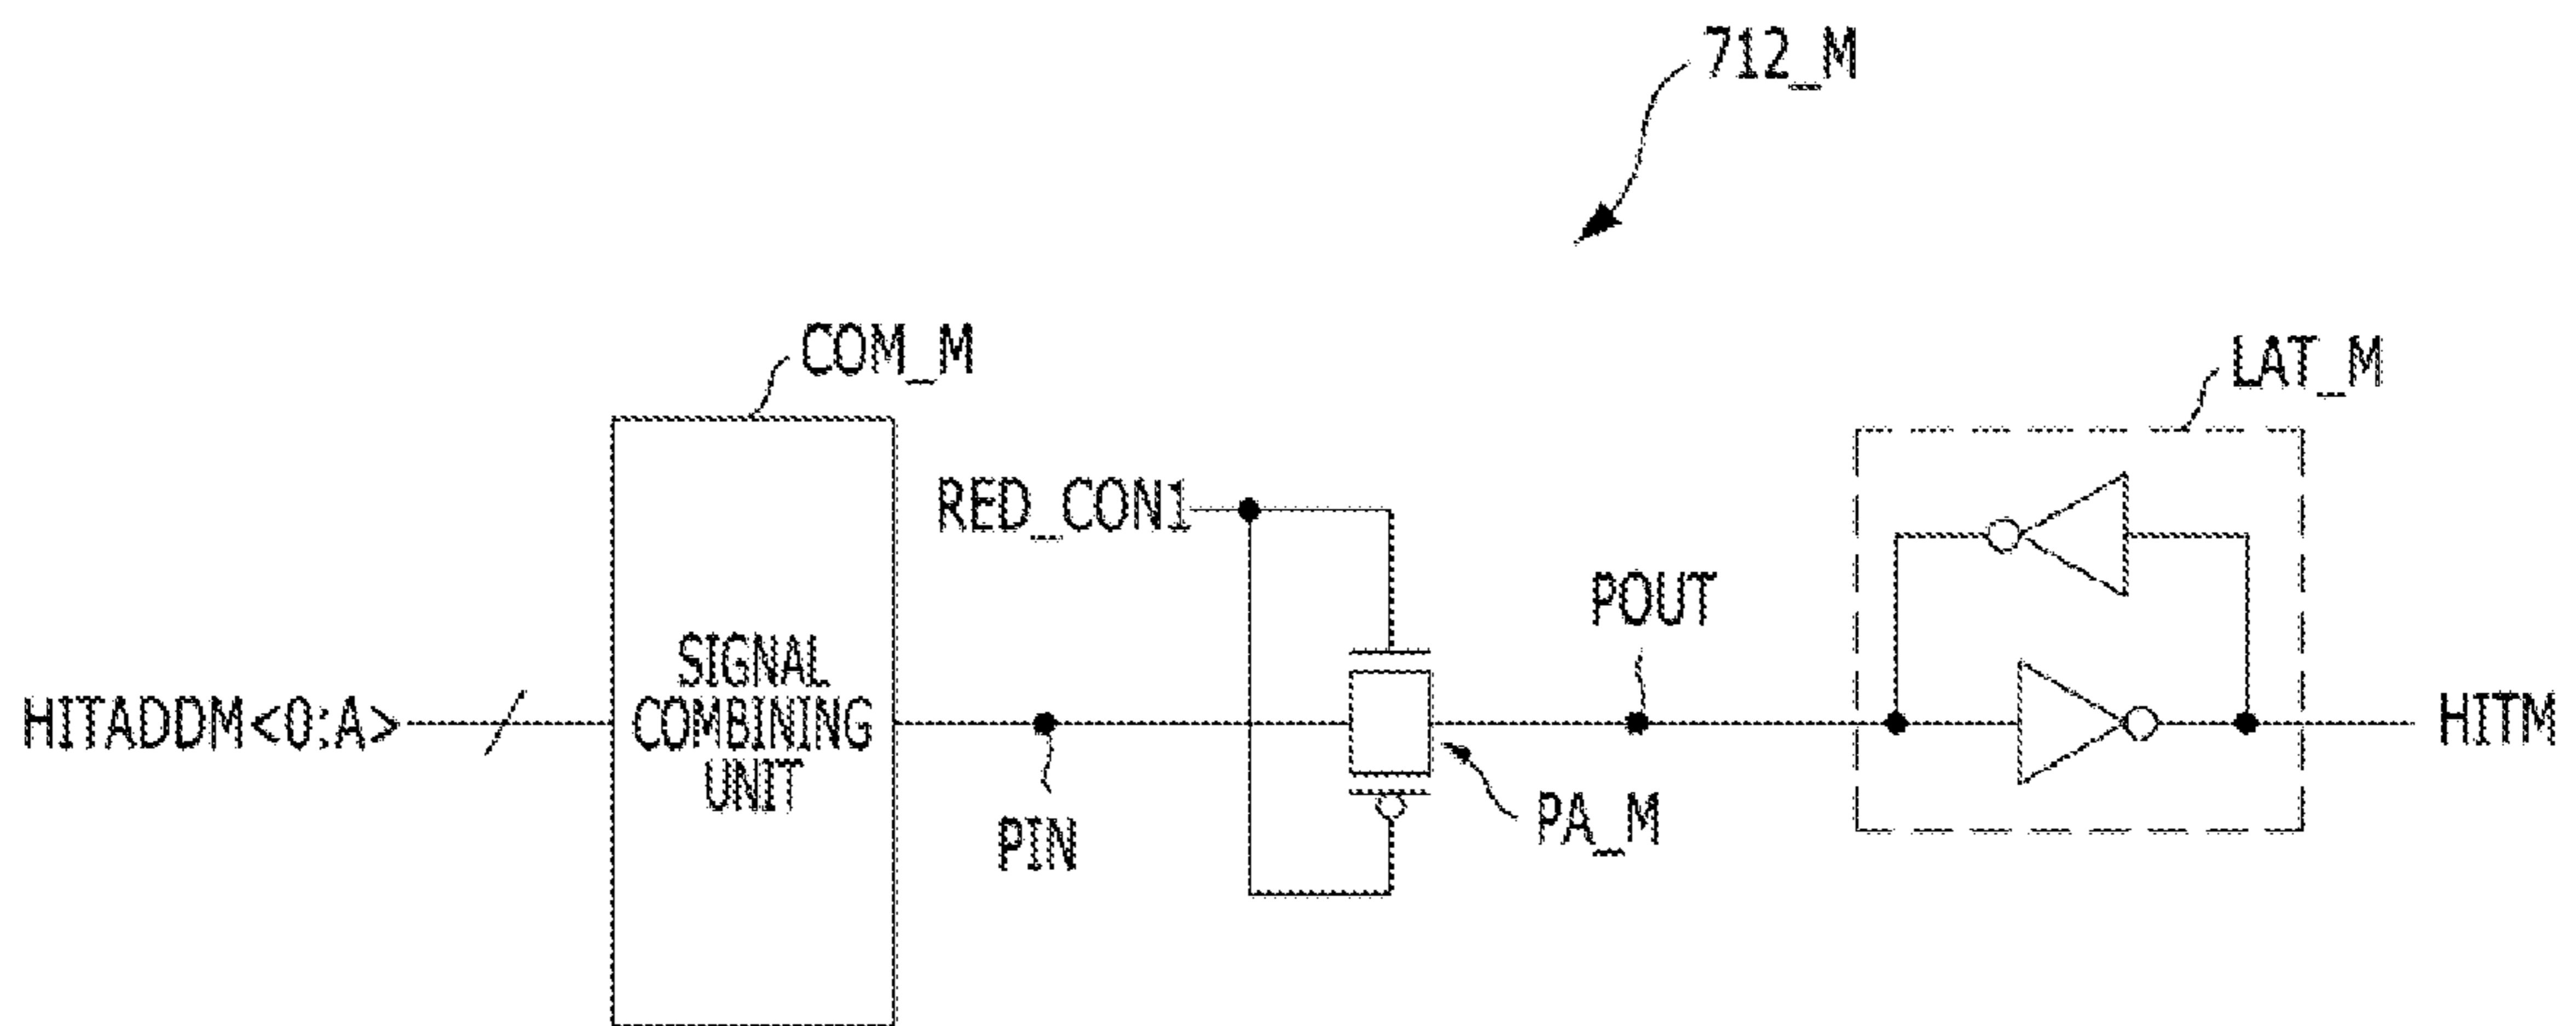 712_M
COM_M
LAT_M
RED_CON1
POUT
SIGNAL
COMBINING
UNIT
HITADDM<0:A>
HITM
PIN
PA_M